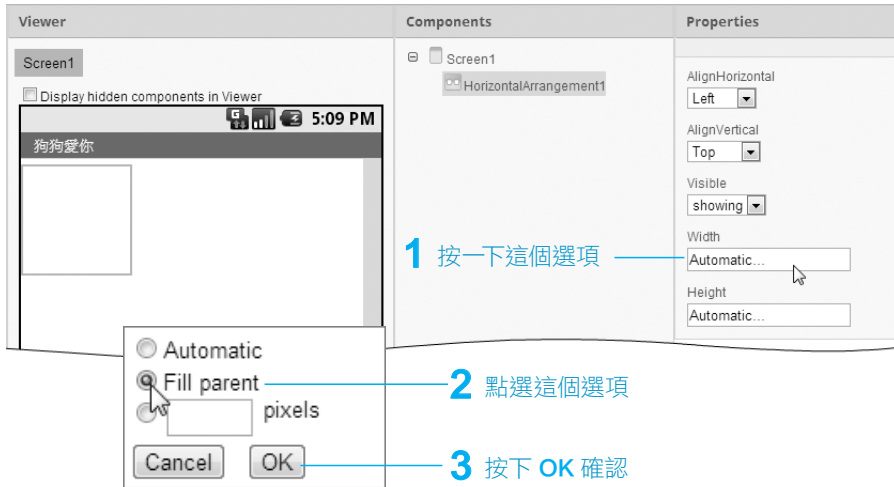 Viewer
Components
Properties
Screen1
Display hidden components in Viewer
5:09 PM
狗狗愛你
Screen1
HorizontalArrangement1
AlignHorizontal
Left
AlignVertical
Top
Visible
showing
Width
Automatic...
Height
Automatic...
1 按一下這個選項
Automatic
Fill parent
pixels
Cancel
OK
2 點選這個選項
3 按下 OK 確認